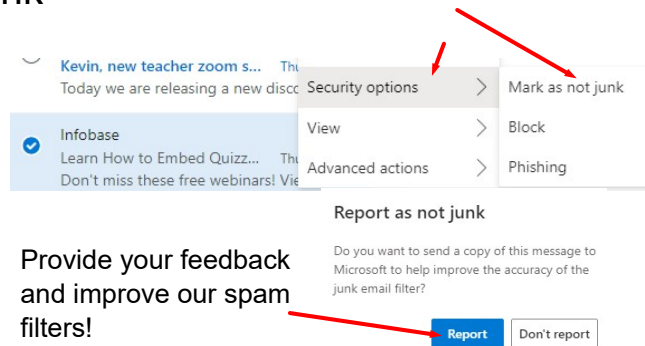 Kevin, new teacher zoom s... Thu
Today we are releasing a new disco
Infobase
Learn How to Embed Quizz... Thu
Don't miss these free webinars! Vie
Security options
View
Advanced actions
Mark as not junk
Block
Phishing
Report as not junk
Do you want to send a copy of this message to
Microsoft to help improve the accuracy of the
junk email filter?
Report
Don't report
Provide your feedback
and improve our spam
filters!